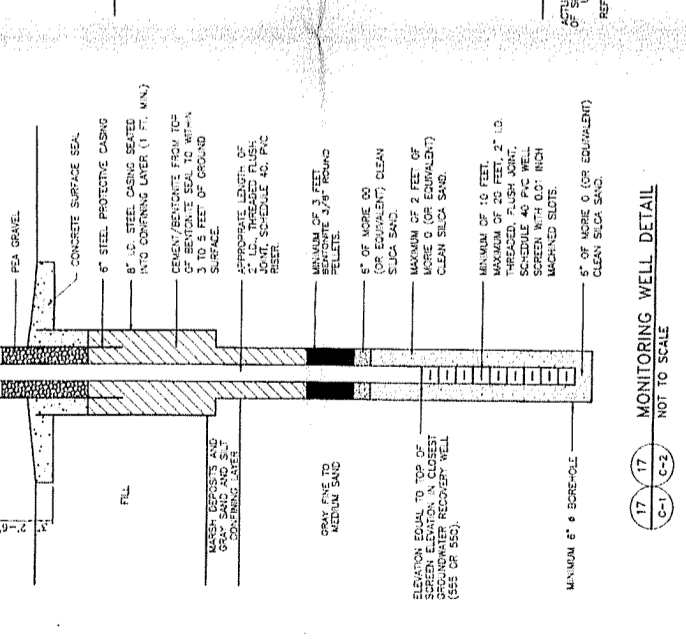 PEA GRAVEL
CONCRETE SURFACE SEAL
6" STEEL PROTECTIVE CASING
8" I.D. STEEL CASING SEATED
INTO CONFINING LAYER (1 FT. MIN.)
CEMENT/BENTONITE FROM TOP
OF BENTONITE SEAL TO WITHIN
3 TO 5 FEET OF GROUND
SURFACE.
APPROPRIATE LENGTH OF
2" I.D. THREADED FLUSH
JOINT, SCHEDULE 40, PVC
RISER.
MINIMUM OF 3 FEET
BENTONITE 3/8" ROUND
PELLETS.
6" OF MORIE 00
(OR EQUIVALENT) CLEAN
SILICA SAND.
MAXIMUM OF 2 FEET OF
MORIE 0 (OR EQUIVALENT)
CLEAN SILICA SAND.
MINIMUM OF 10 FEET,
MAXIMUM OF 20 FEET, 2" I.D.
THREADED, FLUSH JOINT,
SCHEDULE 40 PVC WELL
SCREEN WITH 0.01 INCH
MACHINED SLOTS.
6" OF MORIE 0 (OR EQUIVALENT)
CLEAN SILICA SAND.
FILL
MARSH DEPOSITS AND
GRAY SAND AND SILT
CONFINING LAYER
GRAY FINE TO
MEDIUM SAND
ELEVATION EQUAL TO TOP OF
SCREEN ELEVATION IN CLOSEST
GROUNDWATER RECOVERY WELL
(555 OR 550).
MINIMUM 6" ø BOREHOLE
17 17 MONITORING WELL DETAIL
C-1 C-2 NOT TO SCALE
OF
REF